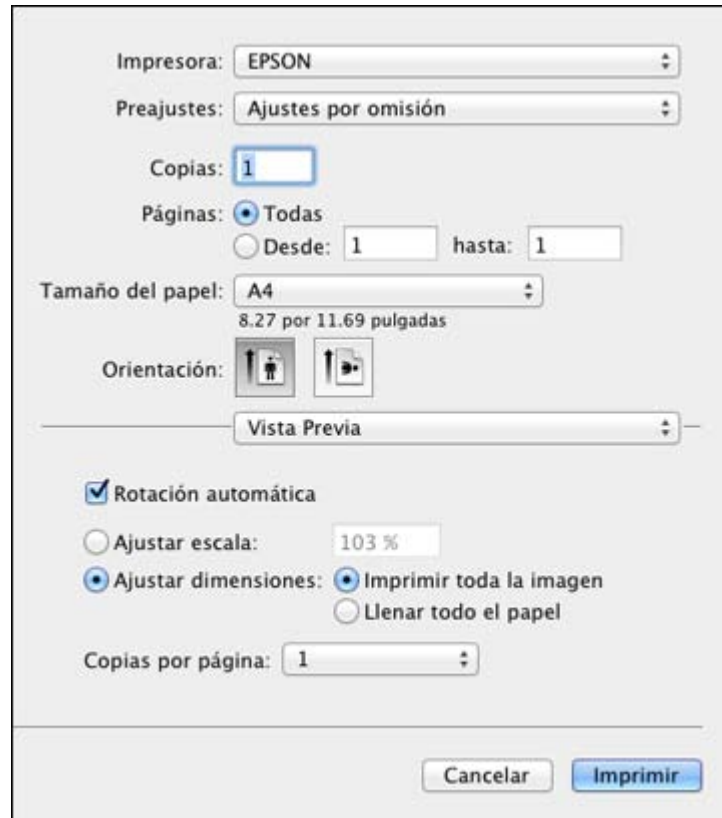 Impresora: EPSON
Preajustes: Ajustes por omisión
Copias: 1
Páginas: Todas
Desde: 1 hasta: 1
Tamaño del papel: A4
8.27 por 11.69 pulgadas
Orientación:
Vista Previa
Rotación automática
Ajustar escala: 103 %
Ajustar dimensiones: Imprimir toda la imagen
Llenar todo el papel
Copias por página: 1
Cancelar Imprimir